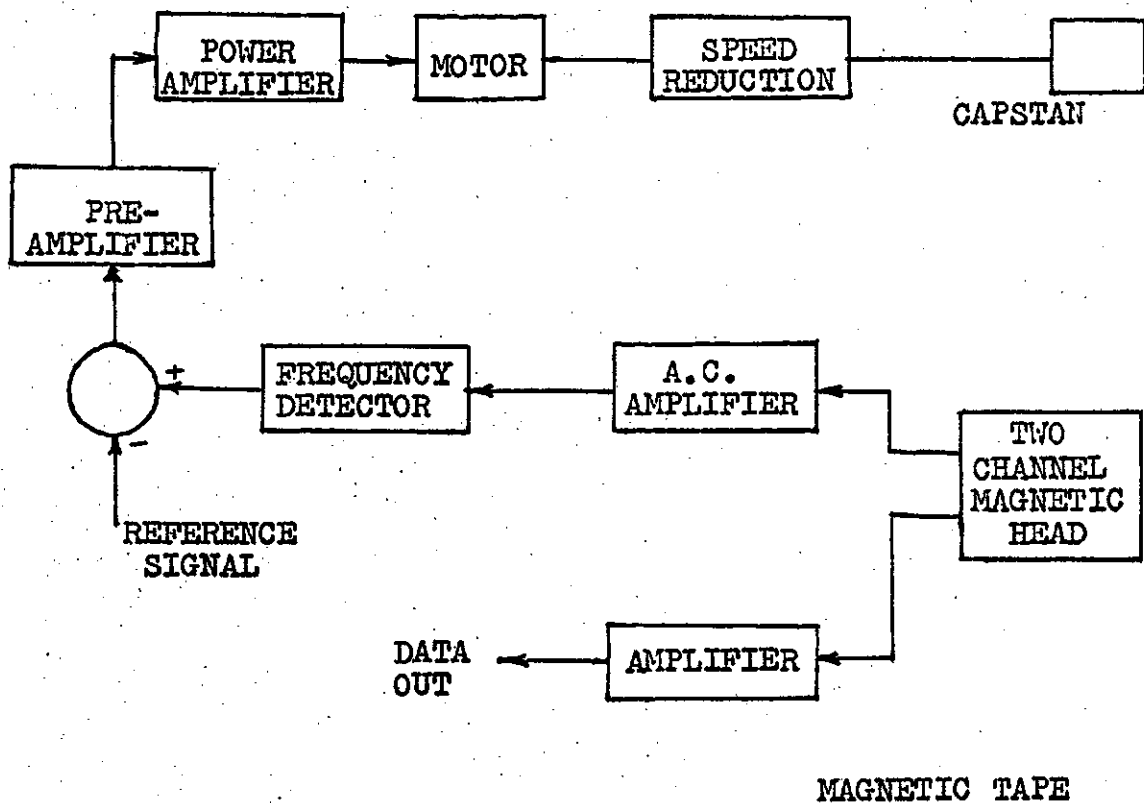 POWER
AMPLIFIER
MOTOR
SPEED
REDUCTION
CAPSTAN
PRE-
AMPLIFIER
+
FREQUENCY
DETECTOR
A.C.
AMPLIFIER
TWO
CHANNEL
MAGNETIC
HEAD
-
REFERENCE
SIGNAL
DATA
OUT
AMPLIFIER
MAGNETIC TAPE